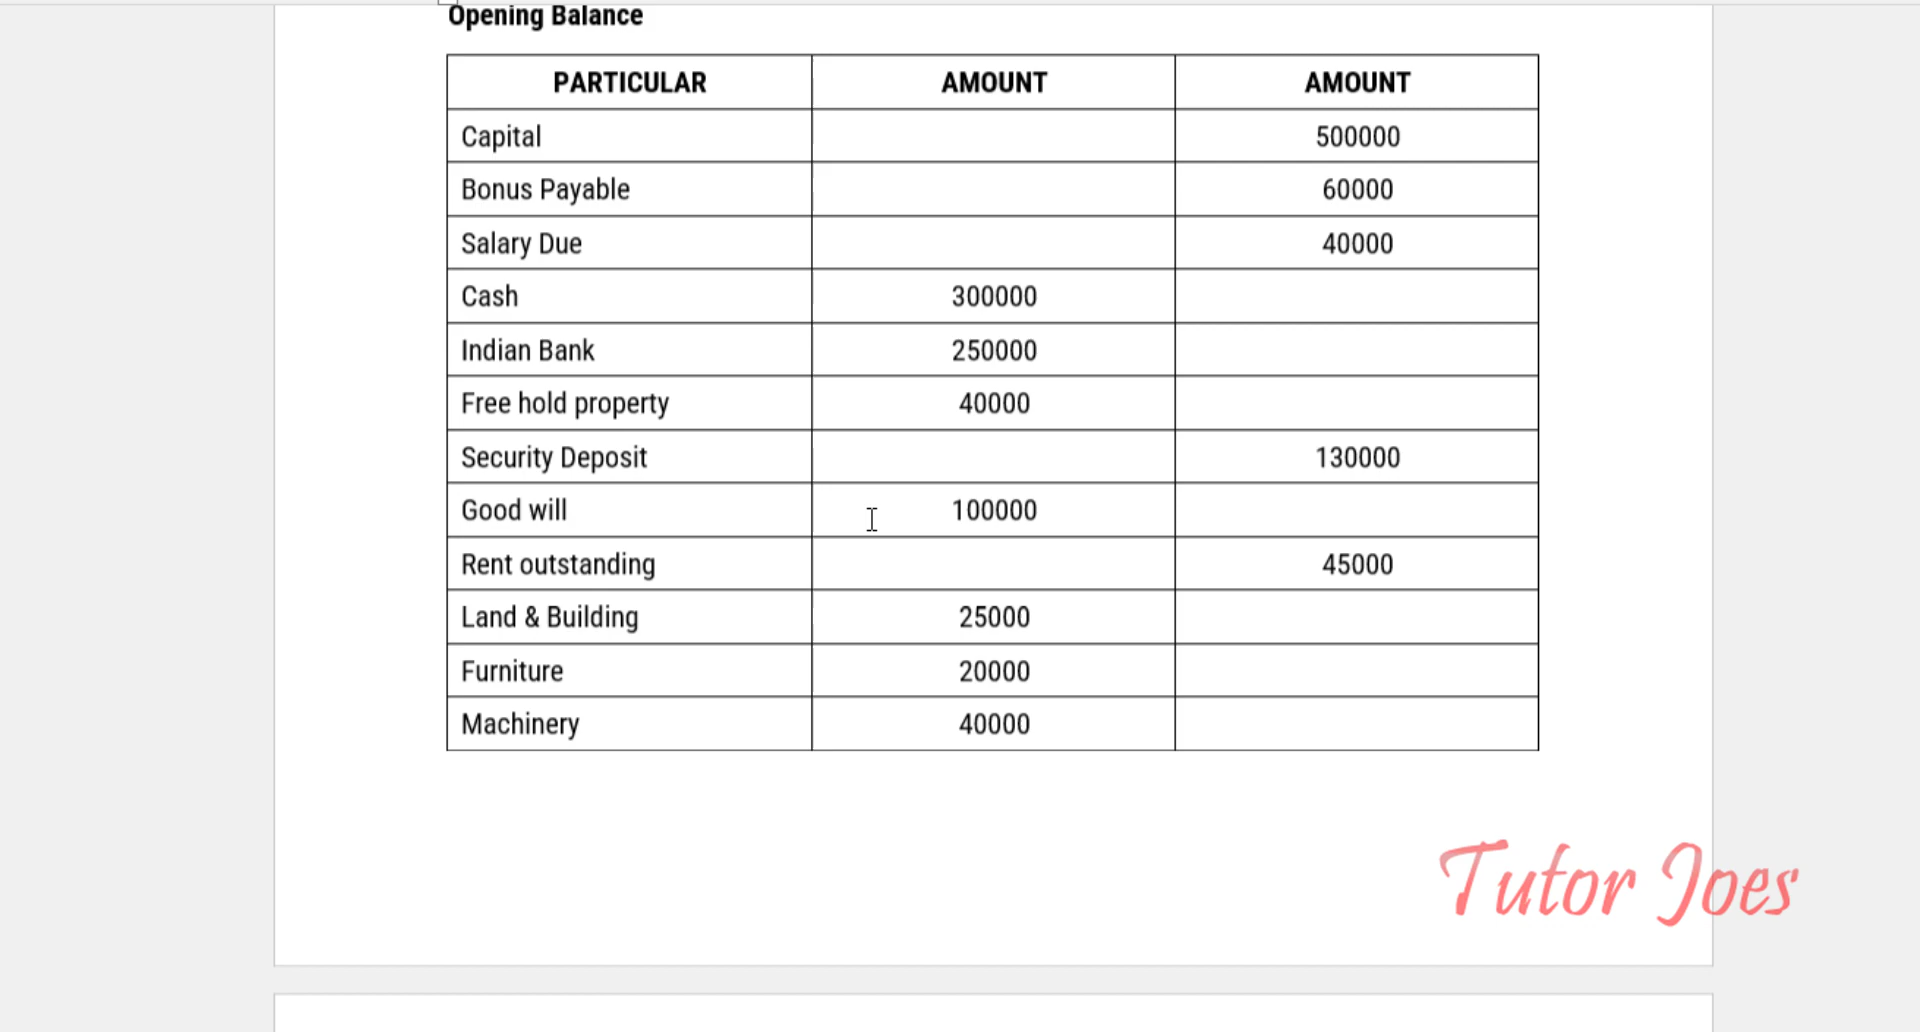 Opening Balance
PARTICULAR AMOUNT AMOUNT
Capital 500000
Bonus Payable 60000
Salary Due 40000
Cash 300000
Indian Bank 250000
Free hold property 40000
Security Deposit 130000
Good will 100000
Rent outstanding 45000
Land & Building 25000
Furniture 20000
Machinery 40000
Tutor Joes